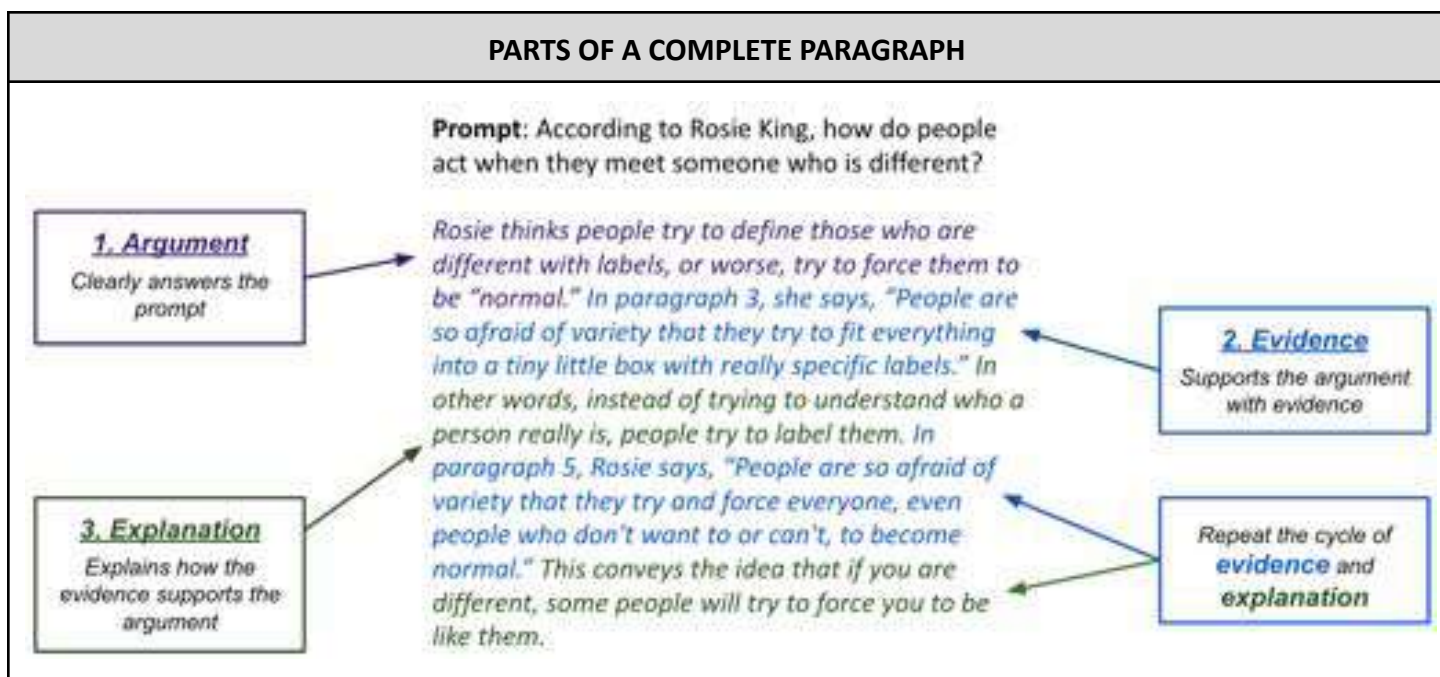 PARTS OF A COMPLETE PARAGRAPH
Prompt: According to Rosie King, how do people
act when they meet someone who is different?
1. Argument
Clearly answers the
prompt
Rosie thinks people try to define those who are
different with labels, or worse, try to force them to
be “normal.” In paragraph 3, she says, “People are
so afraid of variety that they try to fit everything
into a tiny little box with really specific labels.” In
other words, instead of trying to understand who a
person really is, people try to label them. In
paragraph 5, Rosie says, “People are so afraid of
variety that they try and force everyone, even
people who don't want to or can't, to become
normal.” This conveys the idea that if you are
different, some people will try to force you to be
like them.
2. Evidence
Supports the argument
with evidence
3. Explanation
Explains how the
evidence supports the
argument
Repeat the cycle of
evidence and
explanation